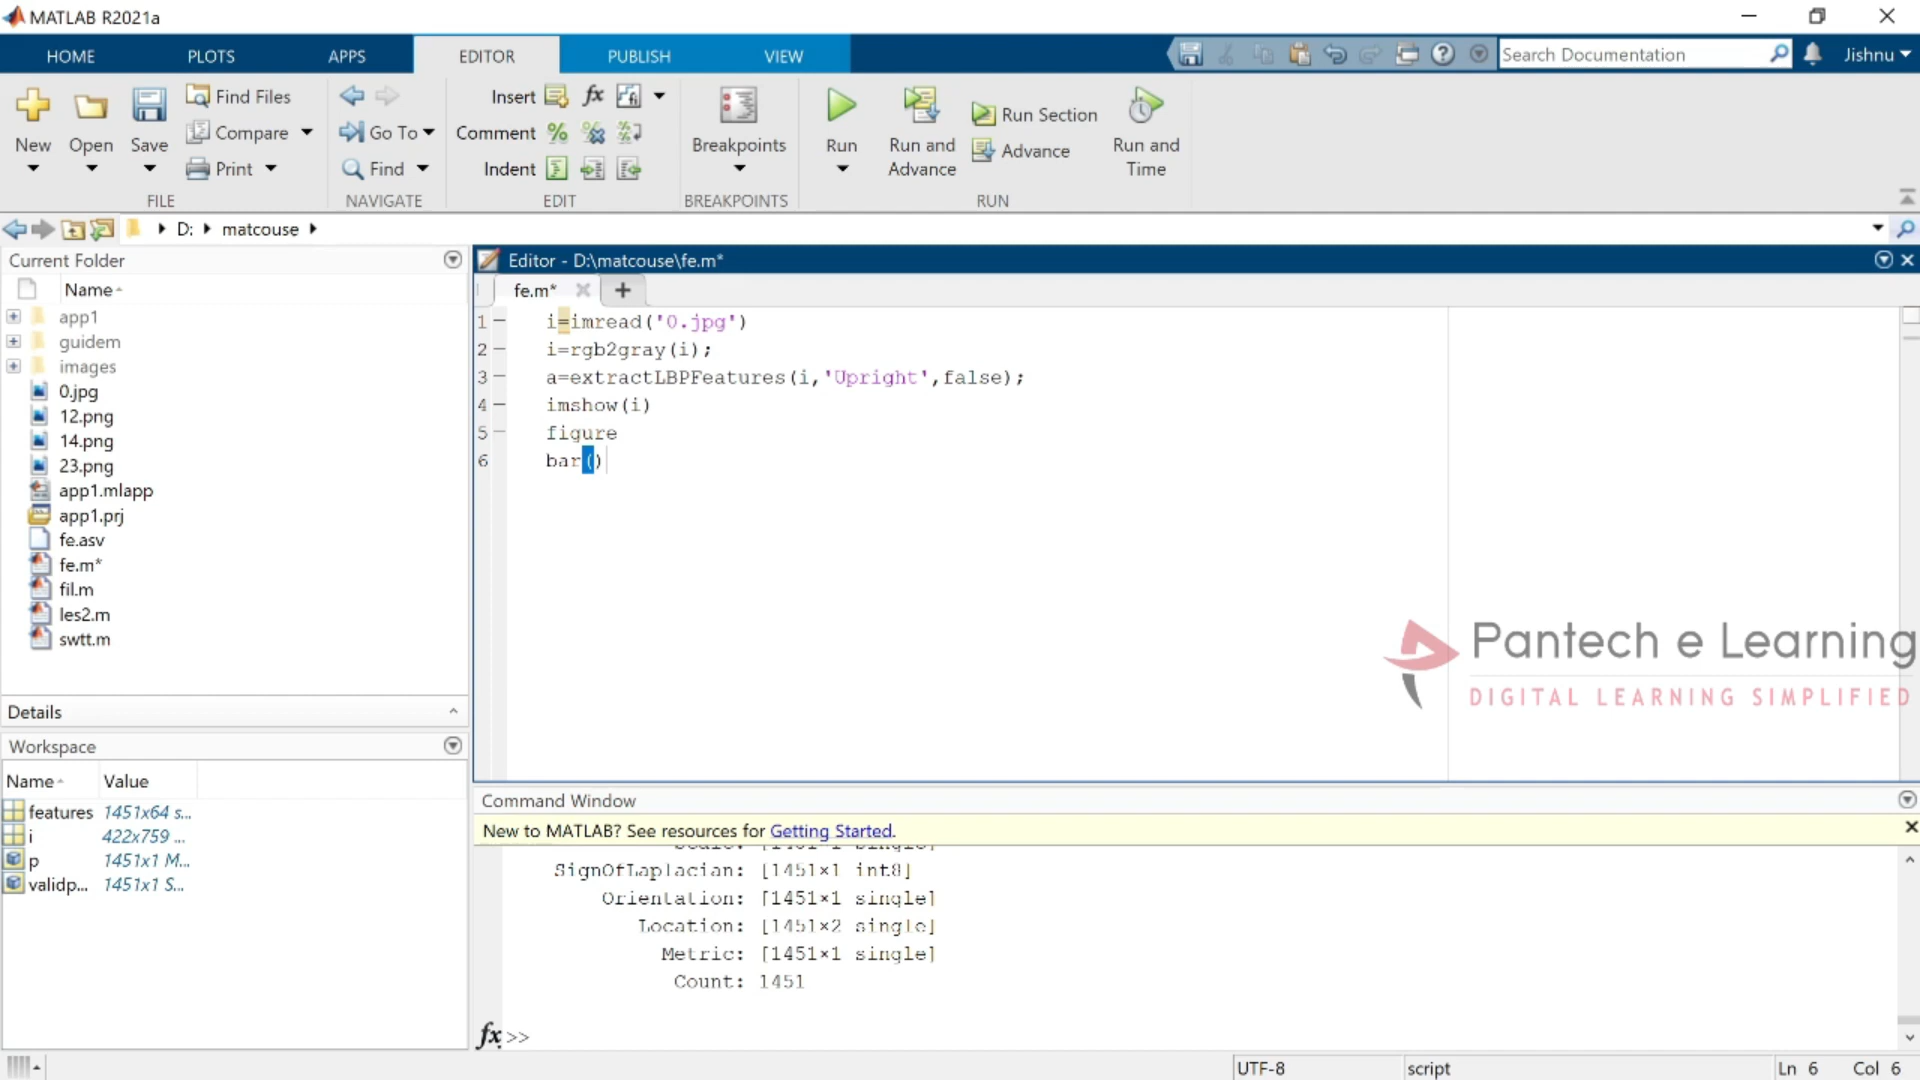 MATLAB R2021a
HOME PLOTS APPS EDITOR PUBLISH VIEW
Search Documentation
Jishnu
New
Open
Save
Find Files
Compare
Print
FILE
Go To
Find
NAVIGATE
Insert fx
Comment
Indent
EDIT
Breakpoints
BREAKPOINTS
Run
Run and Advance
Run Section
Advance
Run and Time
RUN
D: matcouse
Current Folder
Name
app1
guidem
images
0.jpg
12.png
14.png
23.png
app1.mlapp
app1.prj
fe.asv
fe.m*
fil.m
les2.m
swtt.m
Details
Workspace
Name Value
features 1451x64 s...
i 422x759 ...
p 1451x1 M...
validp... 1451x1 S...
Editor - D:\matcouse\fe.m*
fe.m*
1 i=imread('0.jpg')
2 i=rgb2gray(i);
3 a=extractLBPFeatures(i,'Upright',false);
4 imshow(i)
5 figure
6 bar()
Pantech e Learning
DIGITAL LEARNING SIMPLIFIED
Command Window
New to MATLAB? See resources for Getting Started.
SignOfLaplacian: [1451×1 int8]
Orientation: [1451×1 single]
Location: [1451×2 single]
Metric: [1451×1 single]
Count: 1451
fx >>
UTF-8 script Ln 6 Col 6